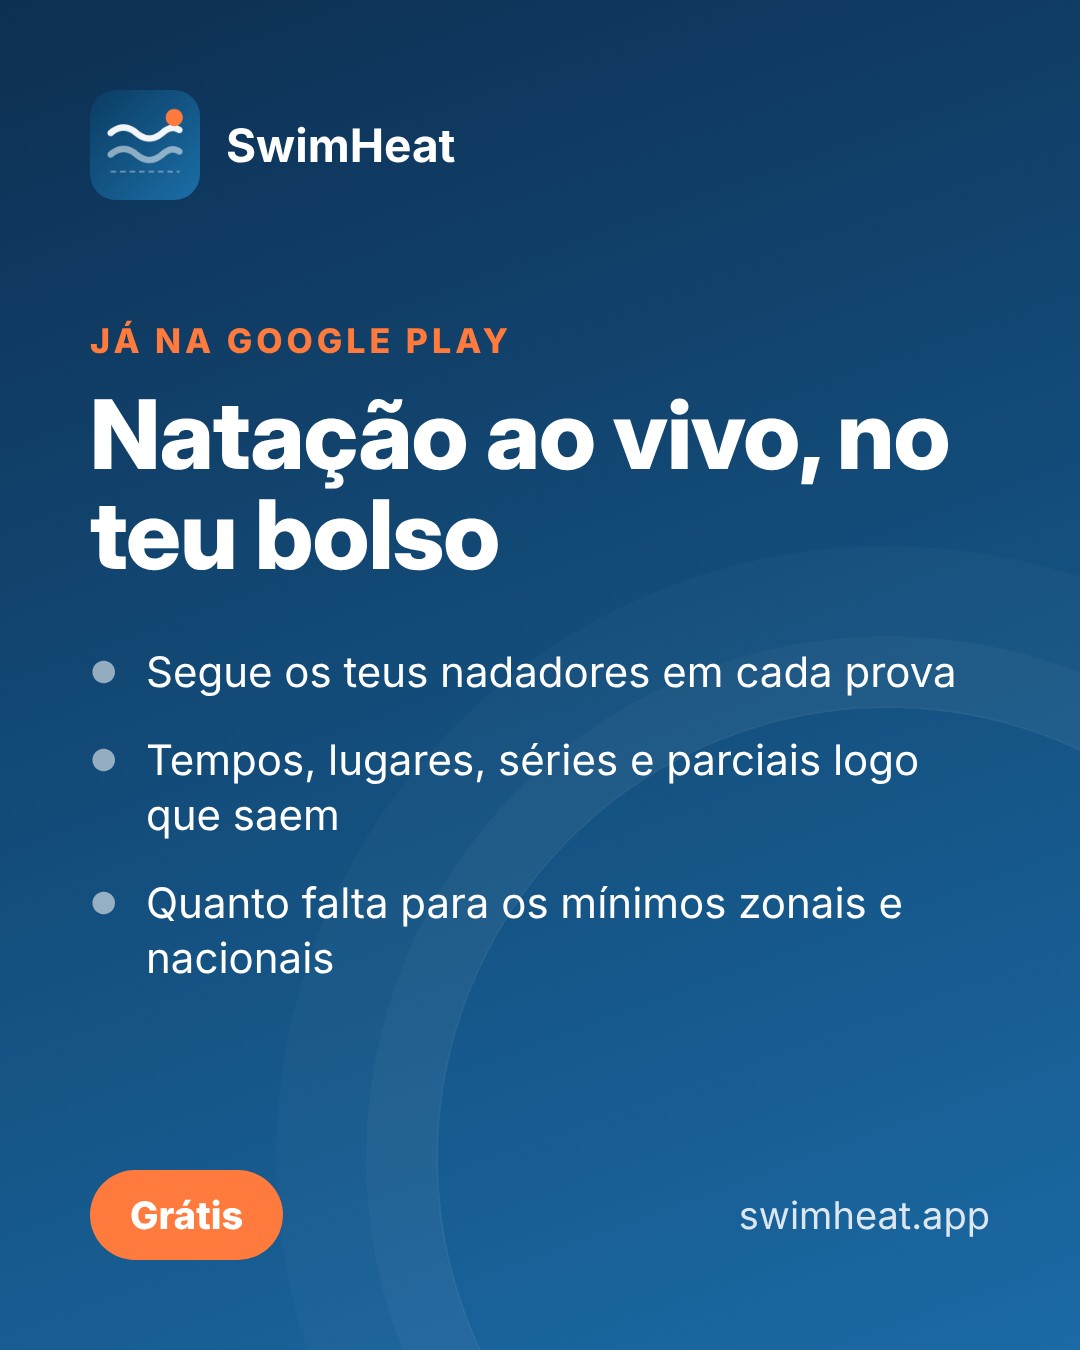 SwimHeat
JÁ NA GOOGLE PLAY
Natação ao vivo, no
teu bolso
Segue os teus nadadores em cada prova
Tempos, lugares, séries e parciais logo
que saem
Quanto falta para os mínimos zonais e
nacionais
Grátis
swimheat.app